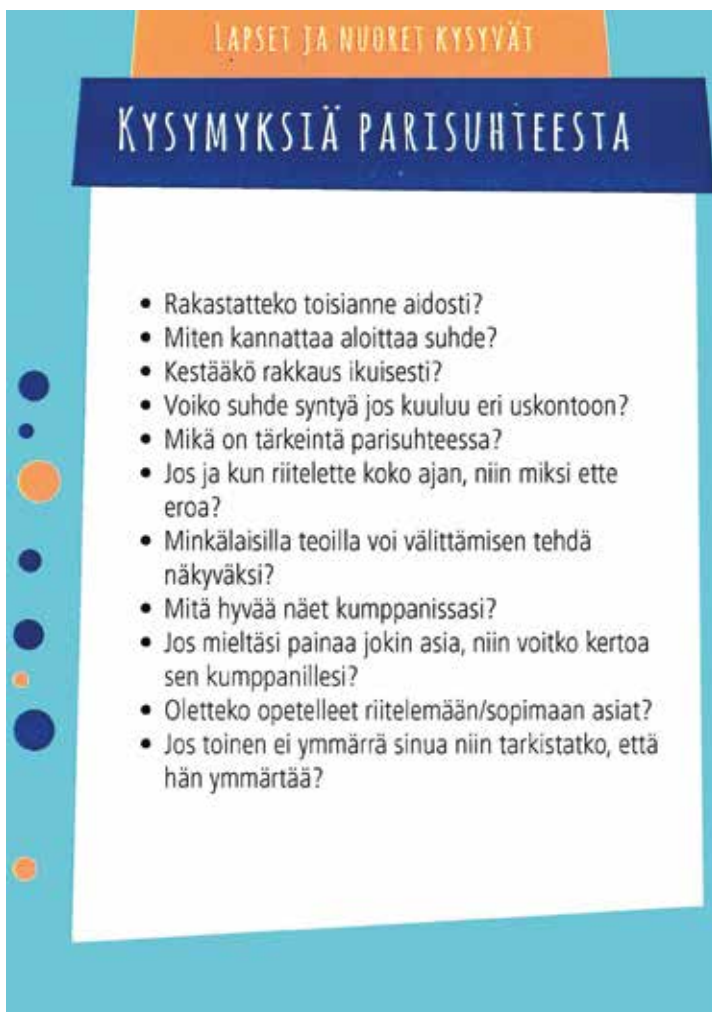 LAPSET JA NUORET KYSYVÄT
KYSYMYKSIÄ PARISUHTEESTA
• Rakastatteko toisianne aidosti?
• Miten kannattaa aloittaa suhde?
• Kestääkö rakkaus ikuisesti?
• Voiko suhde syntyä jos kuuluu eri uskontoon?
• Mikä on tärkeintä parisuhteessa?
• Jos ja kun riitelette koko ajan, niin miksi ette
eroa?
• Minkälaisilla teoilla voi välittämisen tehdä
näkyväksi?
• Mitä hyvää näet kumppanissasi?
• Jos mieltäsi painaa jokin asia, niin voitko kertoa
sen kumppanillesi?
• Oletteko opetelleet riitelemään/sopimaan asiat?
• Jos toinen ei ymmärrä sinua niin tarkistatko, että
hän ymmärtää?